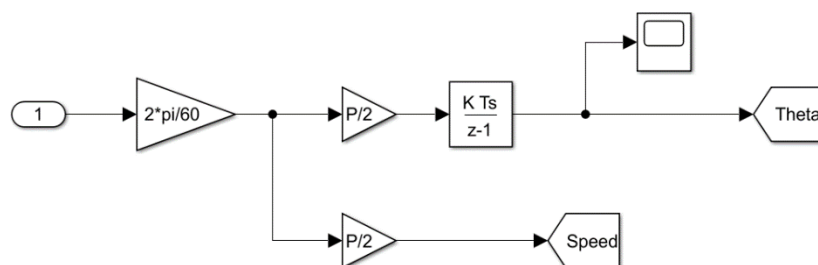 1
2*pi/60
P/2
K Ts
z-1
Theta
P/2
Speed